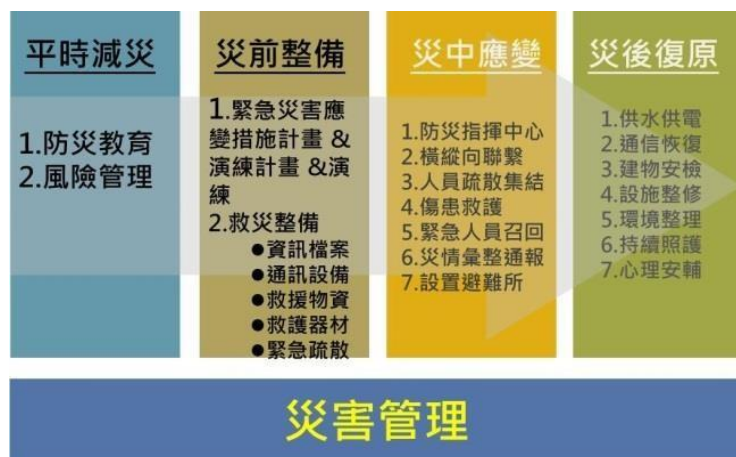 平時減災
1.防災教育
2.風險管理
災前整備
1.緊急災害應
變措施計畫 &
演練計畫 &演
練
2.救災整備
●資訊檔案
●通訊設備
●救援物資
●救護器材
●緊急疏散
災中應變
1.防災指揮中心
2.橫縱向聯繫
3.人員疏散集結
4.傷患救護
5.緊急人員召回
6.災情彙整通報
7.設置避難所
災後復原
1.供水供電
2.通信恢復
3.建物安檢
4.設施整修
5.環境整理
6.持續照護
7.心理安輔
災害管理